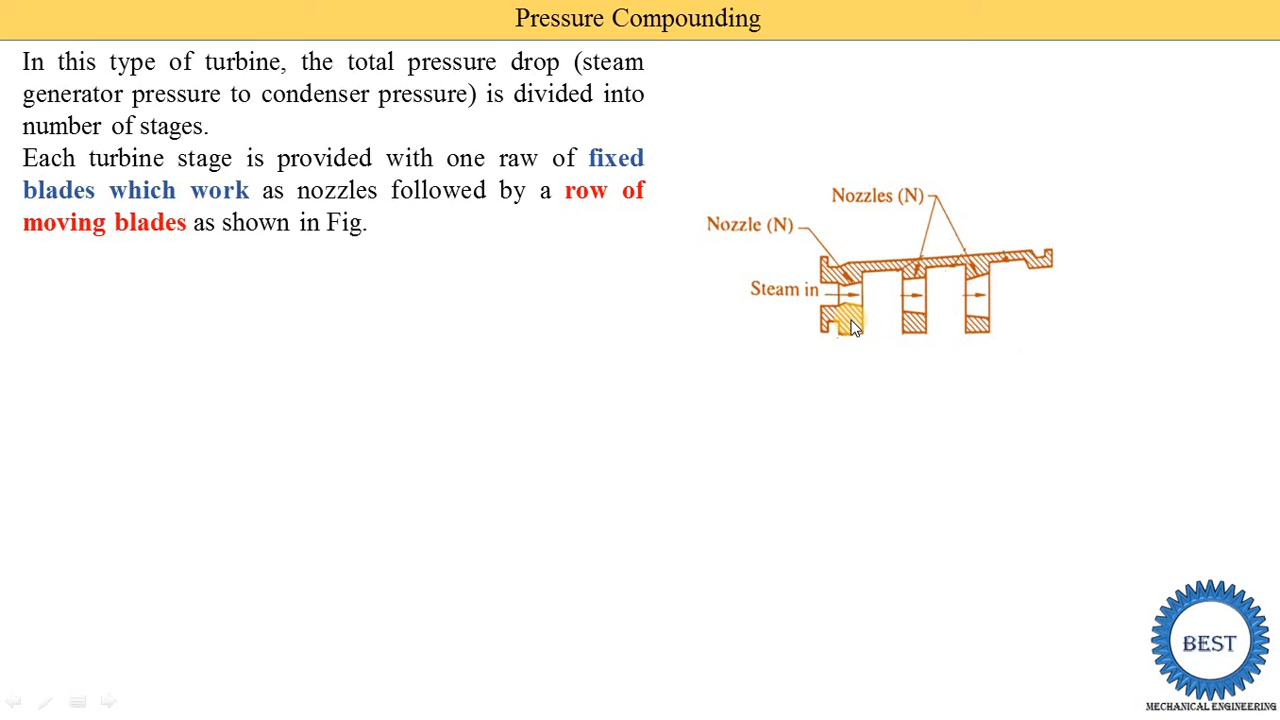 Pressure Compounding
In this type of turbine, the total pressure drop (steam
generator pressure to condenser pressure) is divided into
number of stages.
Each turbine stage is provided with one raw of fixed
blades which work as nozzles followed by a row of
moving blades as shown in Fig.
Nozzles (N)
Nozzle (N)
Steam in
BEST
MECHANICAL ENGINEERING